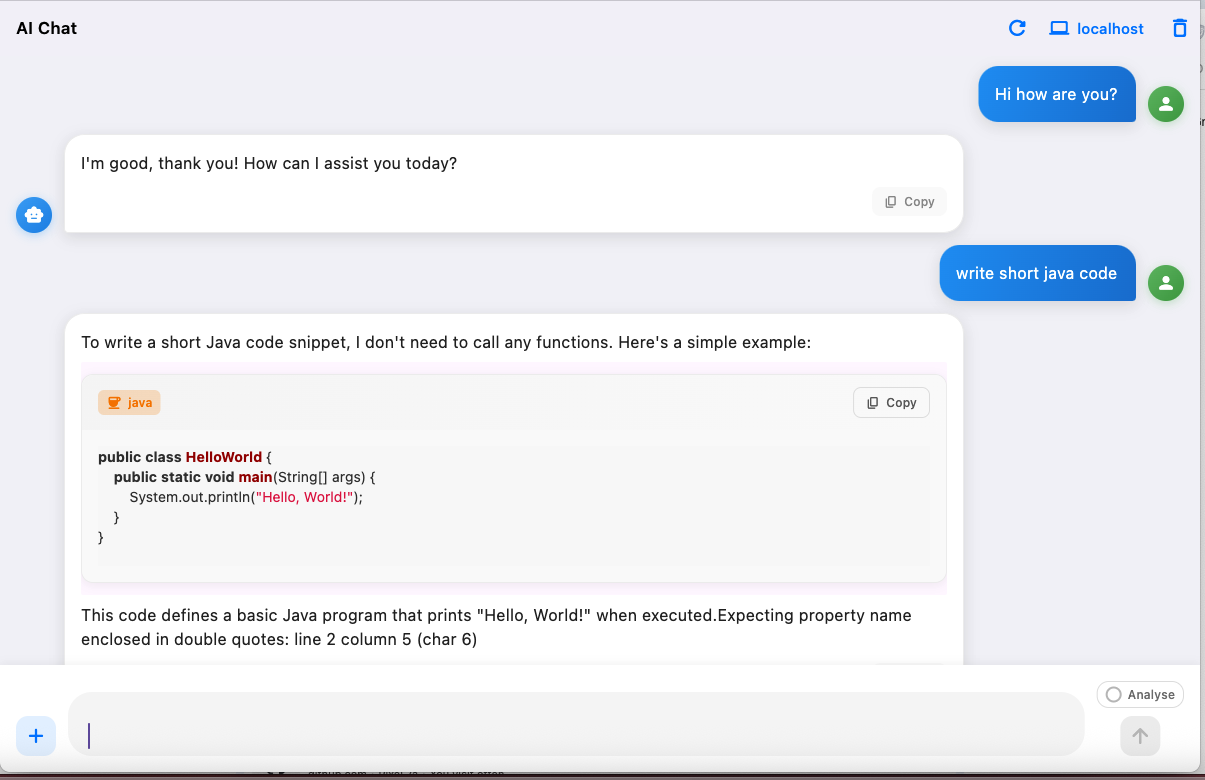 AI Chat
localhost
Hi how are you?
I'm good, thank you! How can I assist you today?
Copy
write short java code
To write a short Java code snippet, I don't need to call any functions. Here's a simple example:
java
Copy
public class HelloWorld {
public static void main(String[] args) {
System.out.println("Hello, World!");
}
}
This code defines a basic Java program that prints "Hello, World!" when executed.Expecting property name
enclosed in double quotes: line 2 column 5 (char 6)
Analyse